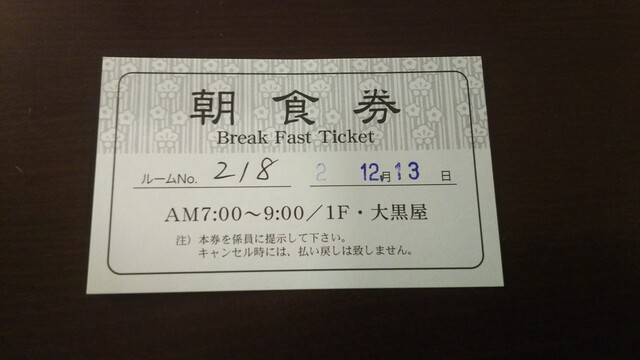 朝食券
Break Fast Ticket
ルームNo. 218 2 12月13日
AM7:00～9:00／1F・大黒屋
注）本券を係員に提示して下さい。
キャンセル時には、払い戻しは致しません。